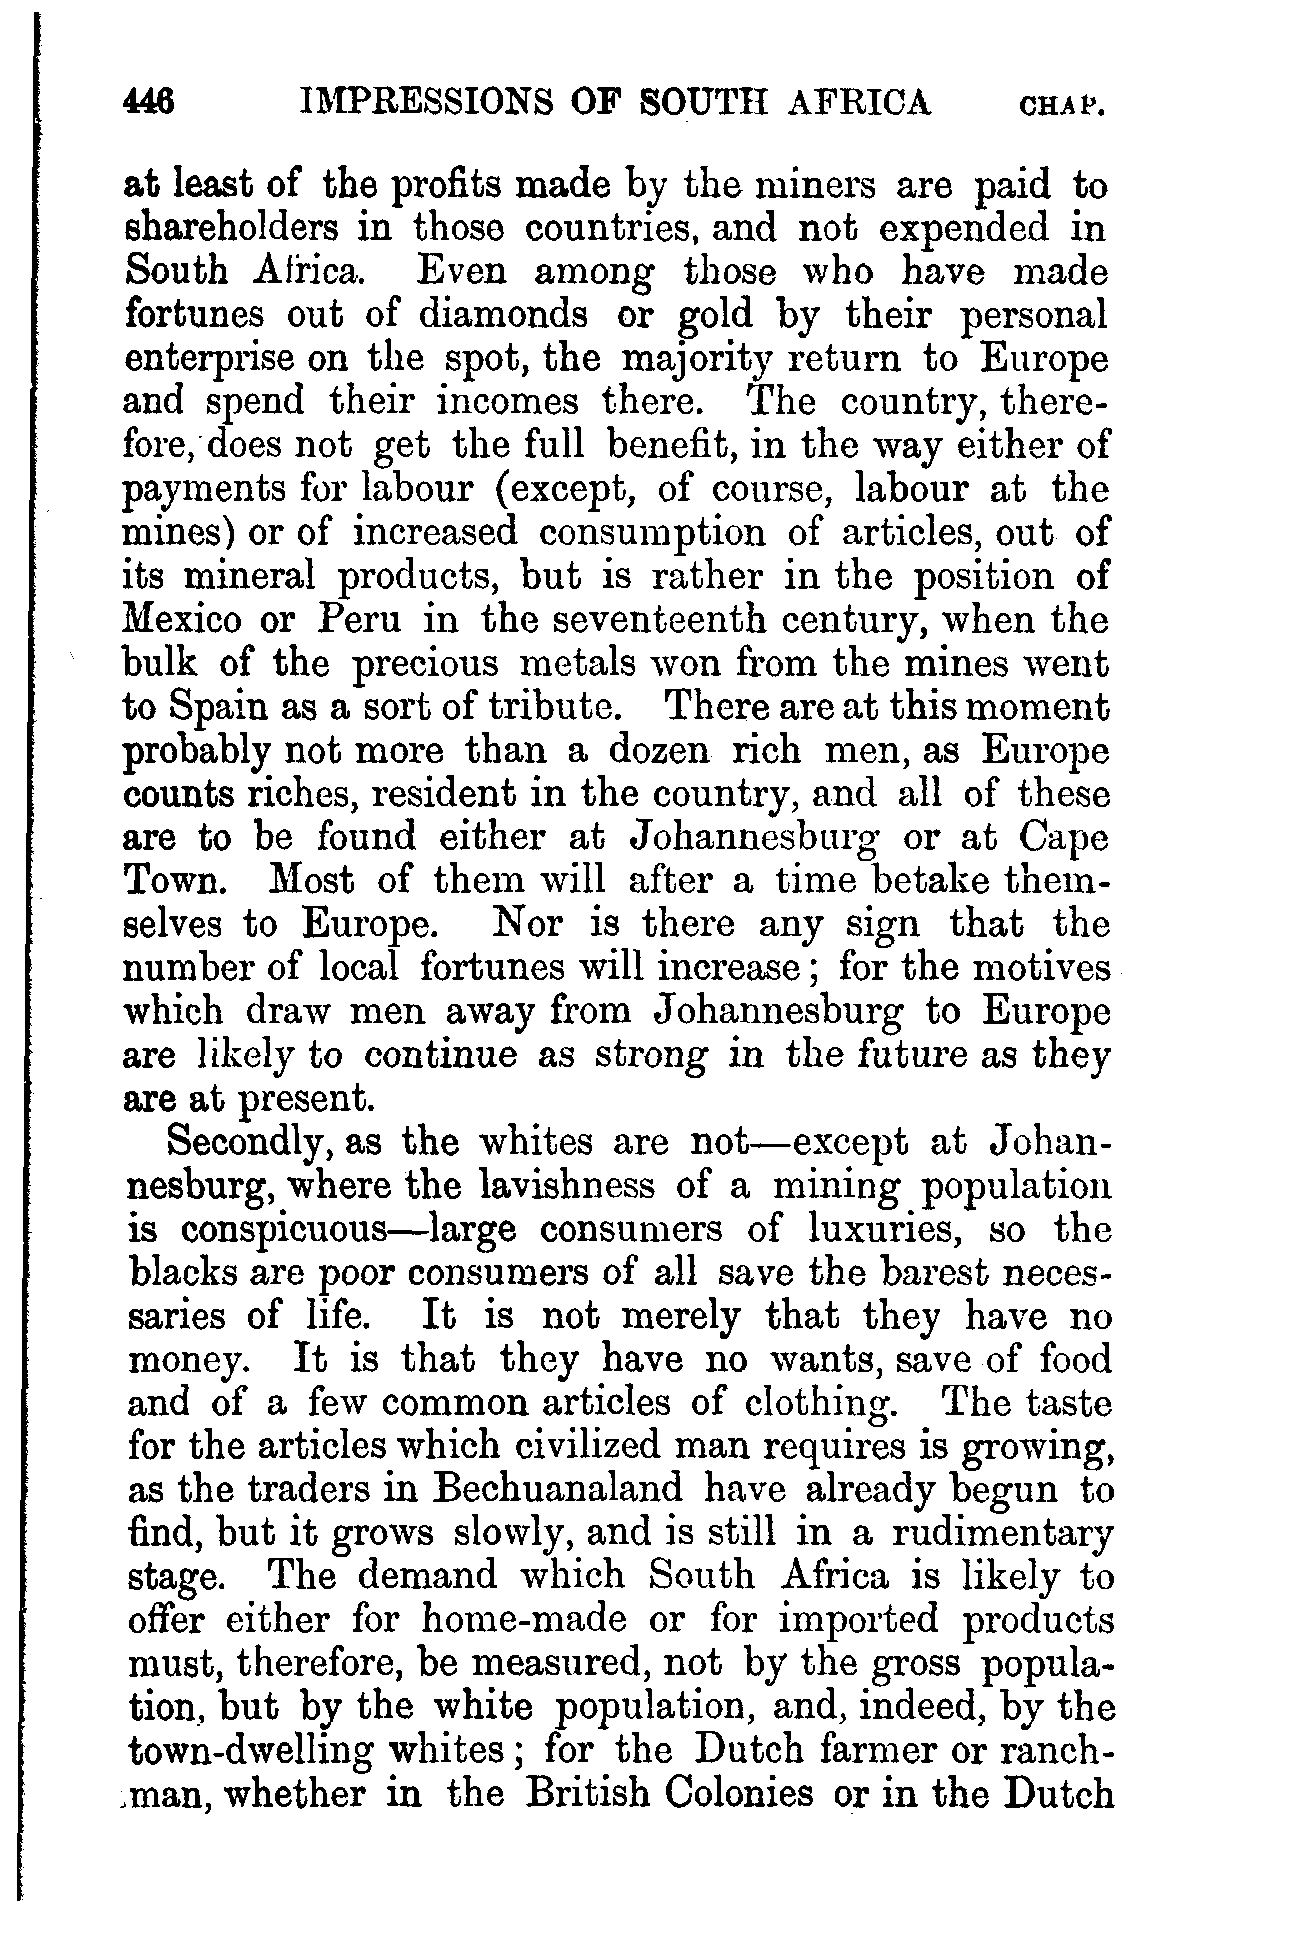 446 IMPRESSIONS OF SOUTH AFRICA CHAP.
at least of the profits made by the miners are paid to
shareholders in those countries, and not expended in
South Africa. Even among those who have made
fortunes out of diamonds or gold by their personal
enterprise on the spot, the majority return to Europe
and spend their incomes there. The country, there-
fore, does not get the full benefit, in the way either of
payments for labour (except, of course, labour at the
mines) or of increased consumption of articles, out of
its mineral products, but is rather in the position of
Mexico or Peru in the seventeenth century, when the
bulk of the precious metals won from the mines went
to Spain as a sort of tribute. There are at this moment
probably not more than a dozen rich men, as Europe
counts riches, resident in the country, and all of these
are to be found either at Johannesburg or at Cape
Town. Most of them will after a time betake them-
selves to Europe. Nor is there any sign that the
number of local fortunes will increase; for the motives
which draw men away from Johannesburg to Europe
are likely to continue as strong in the future as they
are at present.
Secondly, as the whites are not—except at Johan-
nesburg, where the lavishness of a mining population
is conspicuous—large consumers of luxuries, so the
blacks are poor consumers of all save the barest neces-
saries of life. It is not merely that they have no
money. It is that they have no wants, save of food
and of a few common articles of clothing. The taste
for the articles which civilized man requires is growing,
as the traders in Bechuanaland have already begun to
find, but it grows slowly, and is still in a rudimentary
stage. The demand which South Africa is likely to
offer either for home-made or for imported products
must, therefore, be measured, not by the gross popula-
tion, but by the white population, and, indeed, by the
town-dwelling whites; for the Dutch farmer or ranch-
man, whether in the British Colonies or in the Dutch